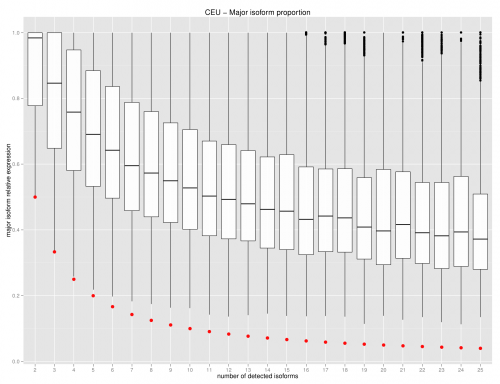 CEU − Major isoform proportion
major isoform relative expression
1.0
0.8
0.6
0.4
0.2
0.0
2 3 4 5 6 7 8 9 10 11 12 13 14 15 16 17 18 19 20 21 22 23 24 25
number of detected isoforms